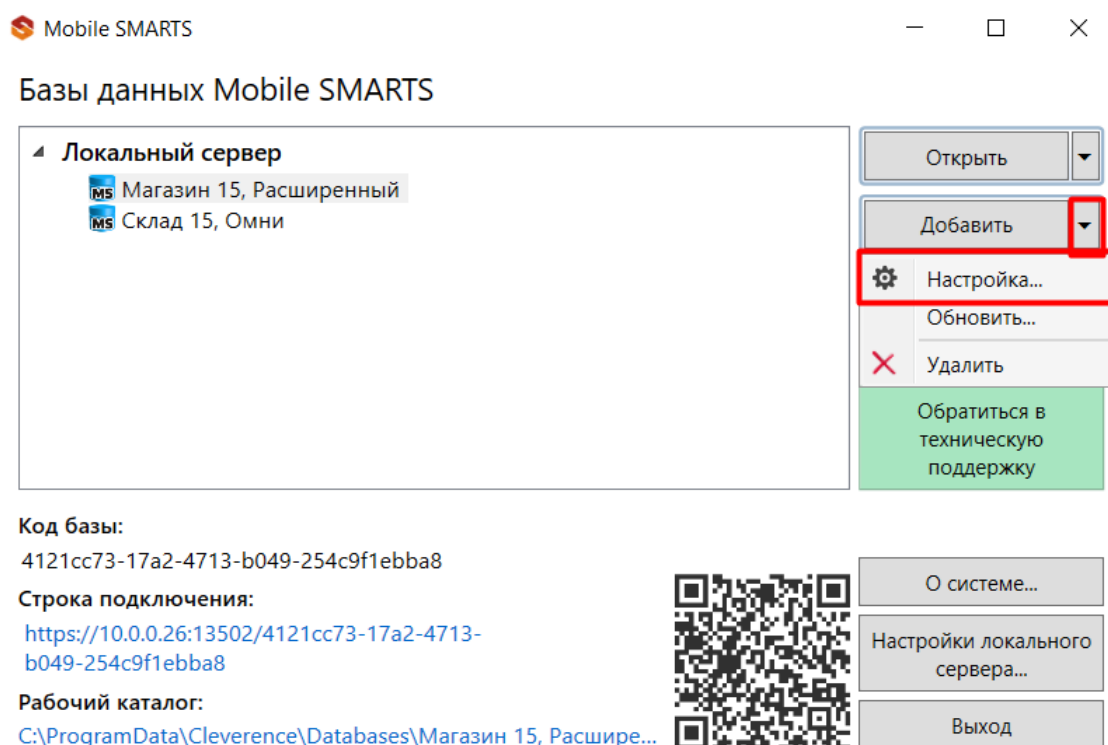 Mobile SMARTS
Базы данных Mobile SMARTS
Локальный сервер
MS Магазин 15, Расширенный
MS Склад 15, Омни
Открыть
Добавить
Настройка...
Обновить...
Удалить
Обратиться в
техническую
поддержку
Код базы:
4121cc73-17a2-4713-b049-254c9f1ebba8
Строка подключения:
https://10.0.0.26:13502/4121cc73-17a2-4713-
b049-254c9f1ebba8
Рабочий каталог:
C:\ProgramData\Cleverence\Databases\Магазин 15, Расшире...
О системе...
Настройки локального
сервера...
Выход